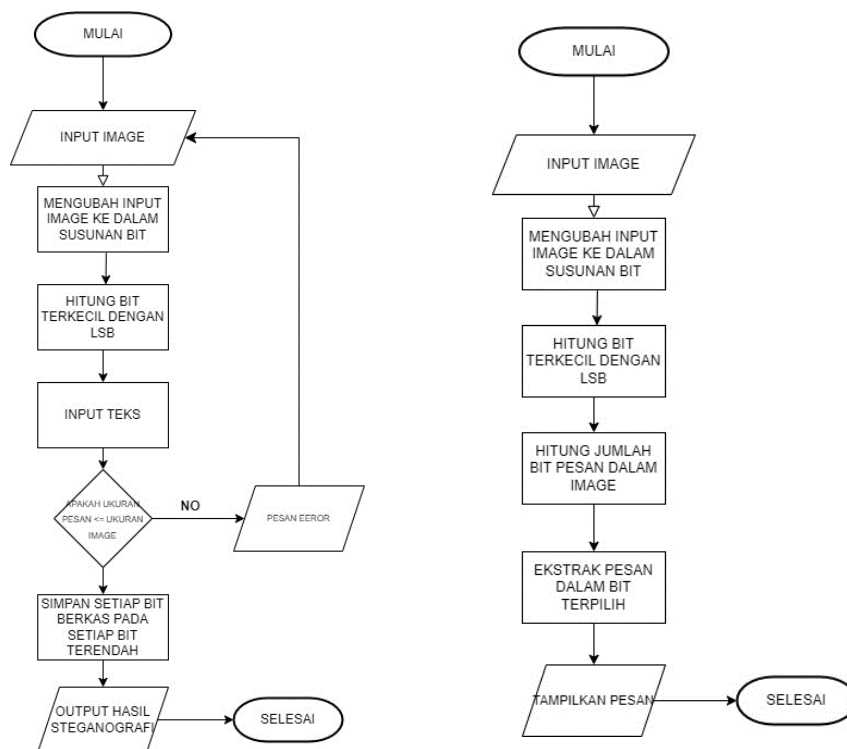 MULAI
INPUT IMAGE
MENGUBAH INPUT
IMAGE KE DALAM
SUSUNAN BIT
HITUNG BIT
TERKECIL DENGAN
LSB
INPUT TEKS
APAKAH UKURAN
PESAN <= UKURAN
IMAGE
NO
PESAN EEROR
SIMPAN SETIAP BIT
BERKAS PADA
SETIAP BIT
TERENDAH
OUTPUT HASIL
STEGANOGRAFI
SELESAI
MULAI
INPUT IMAGE
MENGUBAH INPUT
IMAGE KE DALAM
SUSUNAN BIT
HITUNG BIT
TERKECIL DENGAN
LSB
HITUNG JUMLAH
BIT PESAN DALAM
IMAGE
EKSTRAK PESAN
DALAM BIT
TERPILIH
TAMPILKAN PESAN
SELESAI